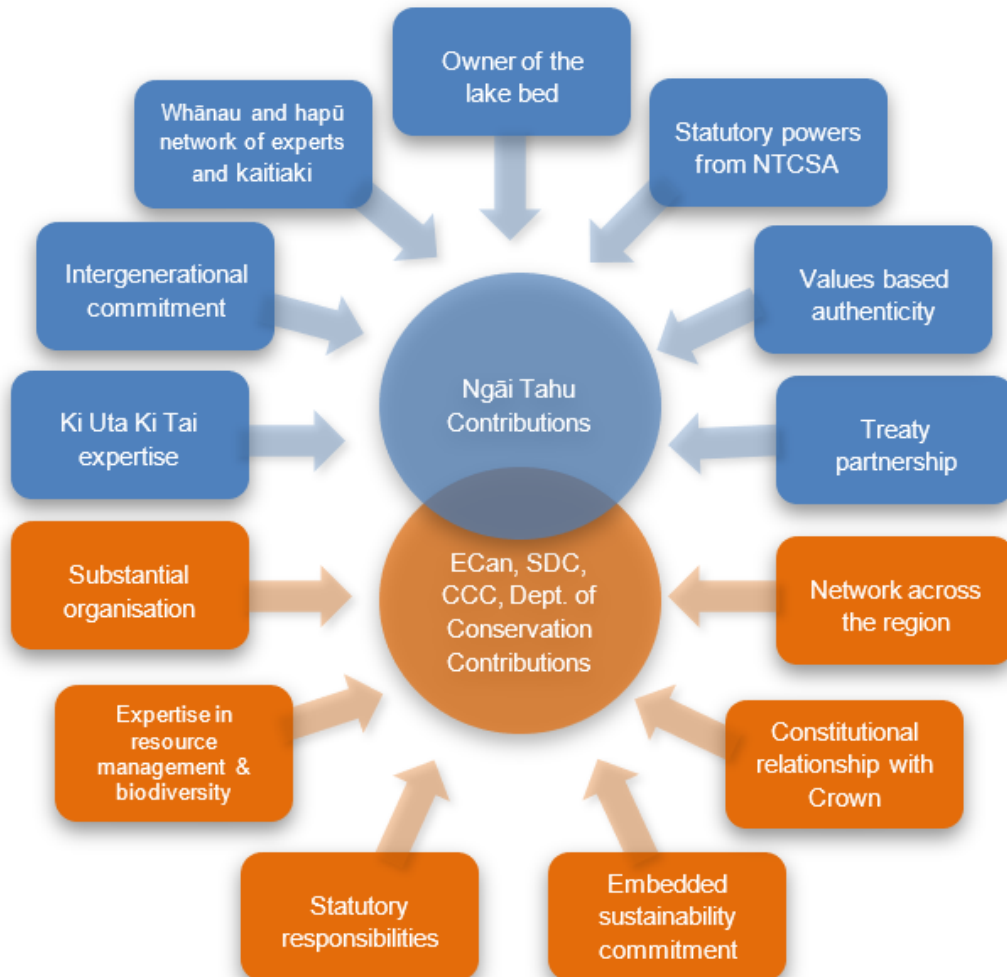 Owner of the
lake bed
Whānau and hapū
network of experts
and kaitiaki
Statutory powers
from NTCSA
Intergenerational
commitment
Values based
authenticity
Ngāi Tahu
Contributions
Ki Uta Ki Tai
expertise
Treaty
partnership
ECan, SDC,
CCC, Dept. of
Conservation
Contributions
Substantial
organisation
Network across
the region
Expertise in
resource
management &
biodiversity
Constitutional
relationship with
Crown
Statutory
responsibilities
Embedded
sustainability
commitment